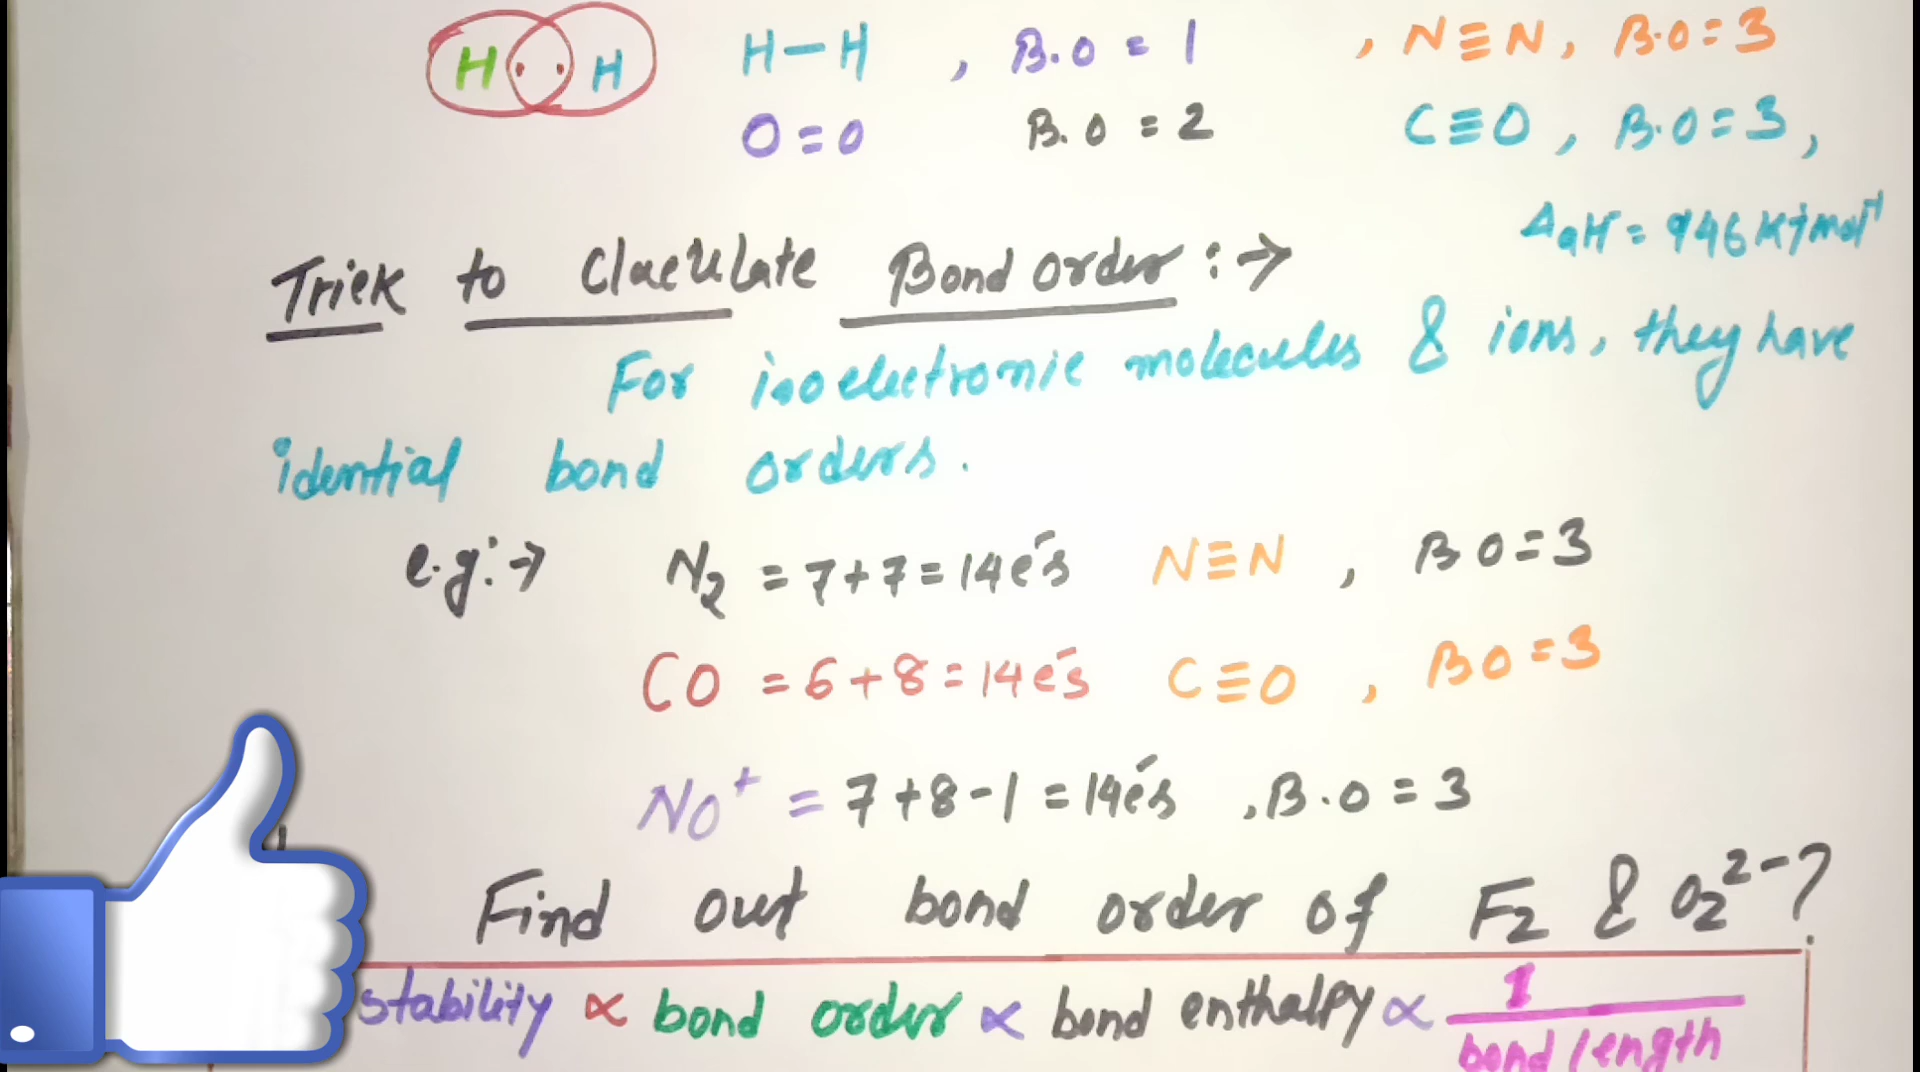 H : H H–H , B.O = 1 , N≡N, B.O = 3
O=O B.O = 2 C≡O , B.O = 3 ,
ΔaH = 946 KJmol⁻¹
Trick to Claculate Bond order :→
For isoelectronic molecules & ions, they have
idential bond orders.
e.g:→ N₂ = 7+7 = 14e⁻s N≡N , BO = 3
CO = 6+8 = 14e⁻s C≡O , BO = 3
NO⁺ = 7+8-1 = 14e⁻s , B.O = 3
Find out bond order of F₂ & O₂²⁻?
stability ∝ bond order ∝ bond enthalpy ∝ 1
bond length